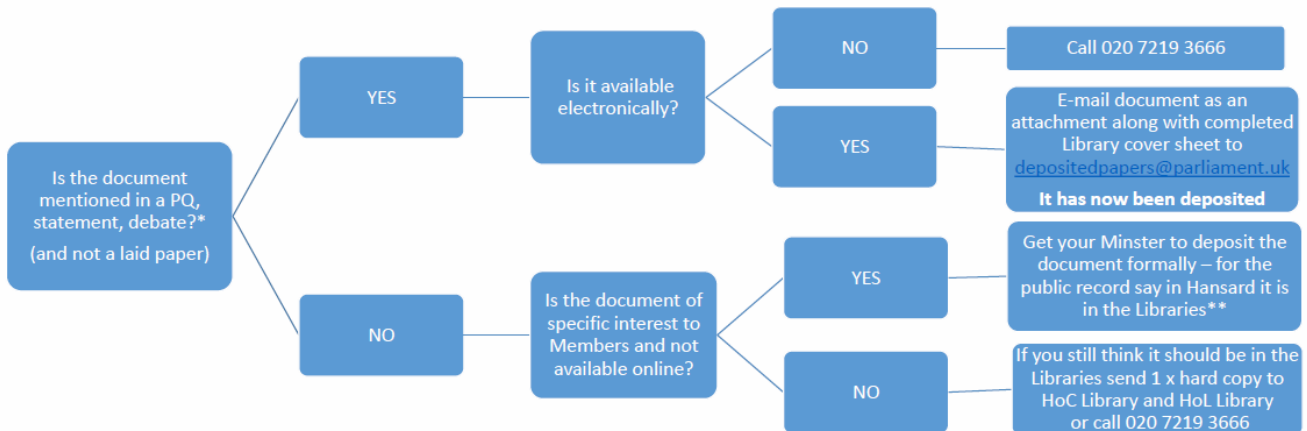 Is the document
mentioned in a PQ,
statement, debate?*
(and not a laid paper)
YES
Is it available
electronically?
NO
Call 020 7219 3666
YES
E-mail document as an
attachment along with completed
Library cover sheet to
depositedpapers@parliament.uk
It has now been deposited
NO
Is the document of
specific interest to
Members and not
available online?
YES
Get your Minster to deposit the
document formally – for the
public record say in Hansard it is
in the Libraries**
NO
If you still think it should be in the
Libraries send 1 x hard copy to
HoC Library and HoL Library
or call 020 7219 3666